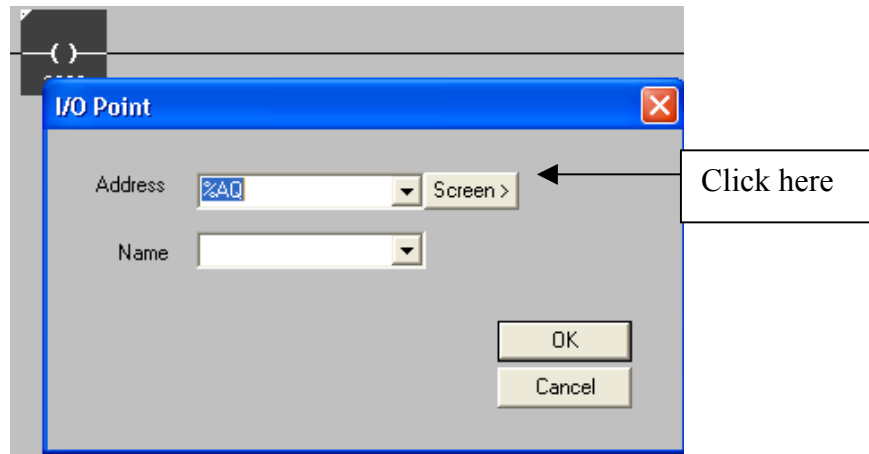 ( )
I/O Point
Address %AQ Screen >
Click here
Name
OK
Cancel